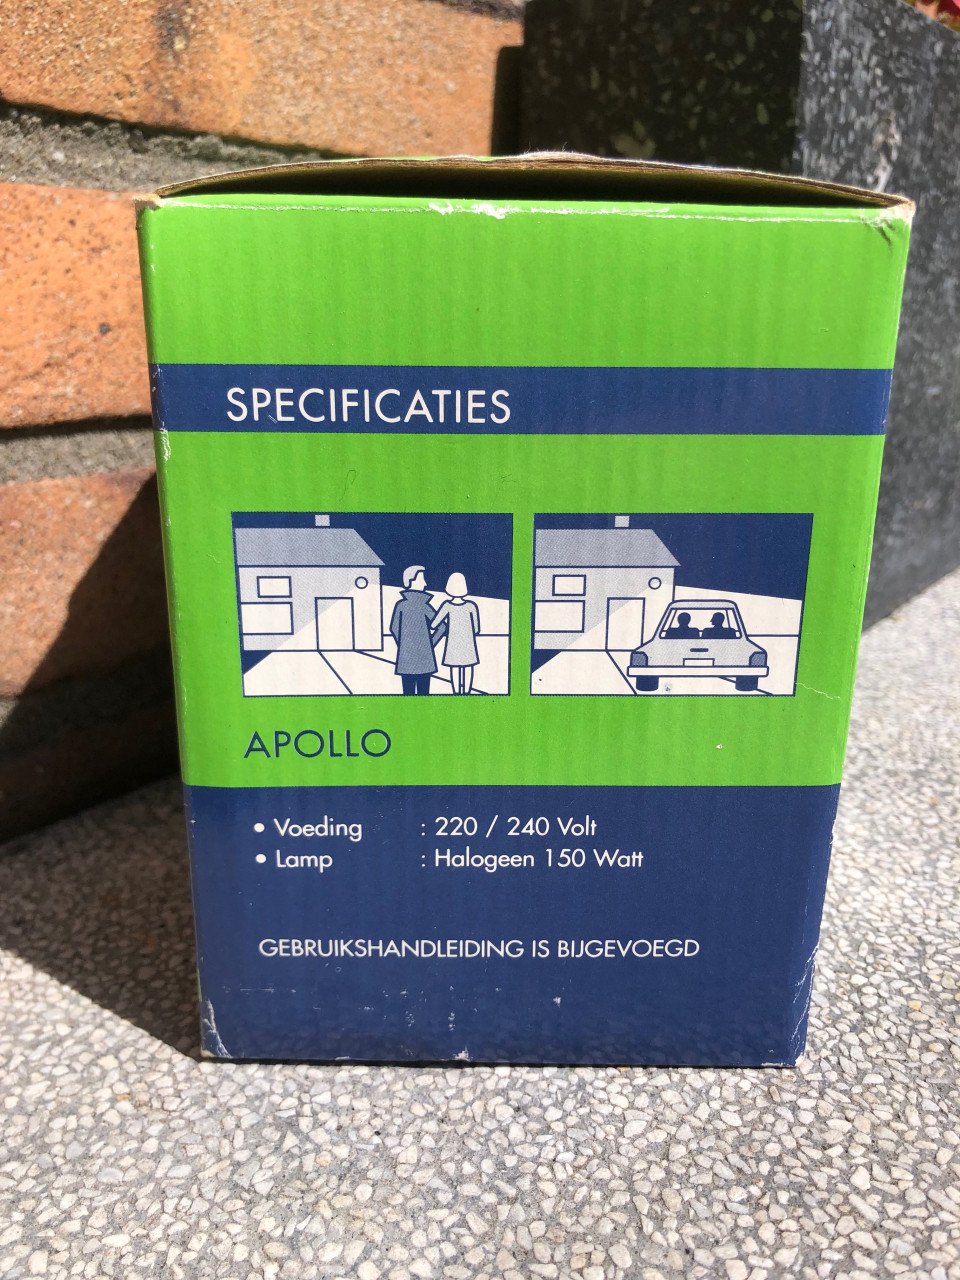 SPECIFICATIES
APOLLO
• Voeding : 220 / 240 Volt
• Lamp : Halogeen 150 Watt
GEBRUIKSHANDLEIDING IS BIJGEVOEGD